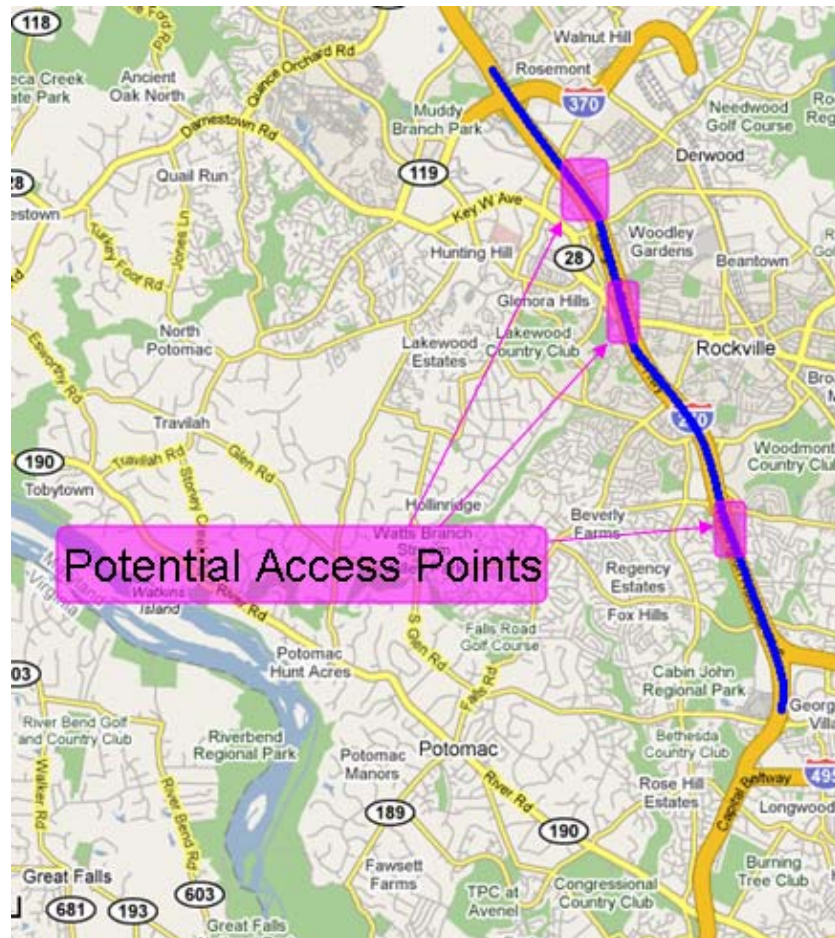 118
Walnut Hill
Rosemont
370
Ancient
Oak North
Quince Orchard Rd
Muddy
Branch Park
Needwood
Golf Course
Darnestown Rd
Derwood
Quail Run
119
Key W Ave
Woodley
Gardens
Hunting Hill
28
Beantown
Turkey Foot Rd
Jones Ln
Glenora Hills
North
Potomac
Lakewood
Estates
Lakewood
Country Club
Rockville
Esworthy Rd
Travilah
190
Travilah Rd
Glen Rd
Woodmont
Country Club
Tobytown
Hollinridge
Watts Branch
Beverly
Farms
Potential Access Points
Watkins
Island
Virginia
River Rd
Regency
Estates
Fox Hills
S Glen Rd
Falls Road
Golf Course
Falls Rd
Potomac
Hunt Acres
Cabin John
Regional Park
River Bend Golf
and Country Club
Riverbend
Regional Park
Potomac
Potomac
Manors
Bethesda
Country Club
495
River Rd
Rose Hill
Estates
Capital Beltway
Longwood
Walker Rd
River Bend Rd
189
190
Great Falls
Fawsett
Farms
Burning
Tree Club
603
681
193
TPC at
Avenel
Congressional
Country Club
Great Falls